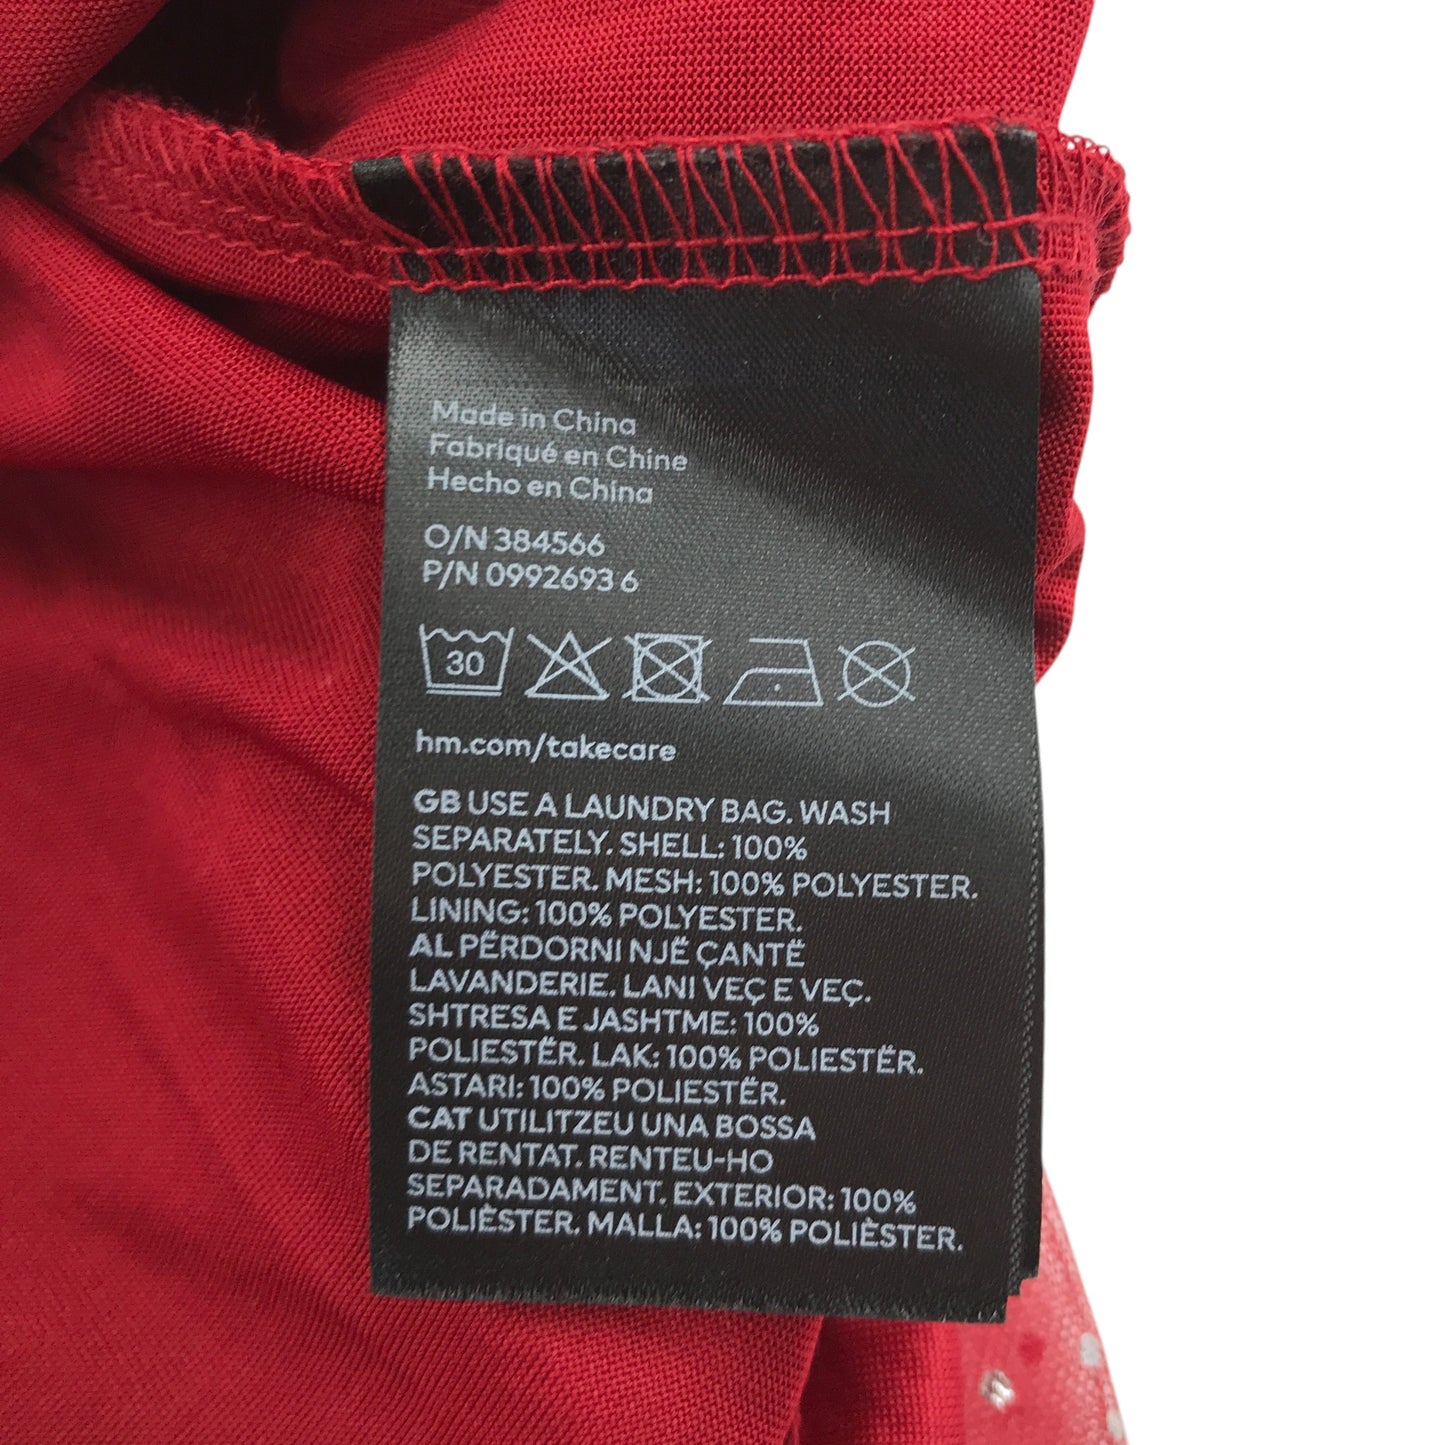 Made in China
Fabriqué en Chine
Hecho en China
O/N 384566
P/N 0992693 6
30
hm.com/takecare
GB USE A LAUNDRY BAG. WASH
SEPARATELY. SHELL: 100%
POLYESTER. MESH: 100% POLYESTER.
LINING: 100% POLYESTER.
AL PËRDORNI NJË ÇANTË
LAVANDERIE. LANI VEÇ E VEÇ.
SHTRESA E JASHTME: 100%
POLIESTËR. LAK: 100% POLIESTËR.
ASTARI: 100% POLIESTËR.
CAT UTILITZEU UNA BOSSA
DE RENTAT. RENTEU-HO
SEPARADAMENT. EXTERIOR: 100%
POLIÈSTER. MALLA: 100% POLIÈSTER.